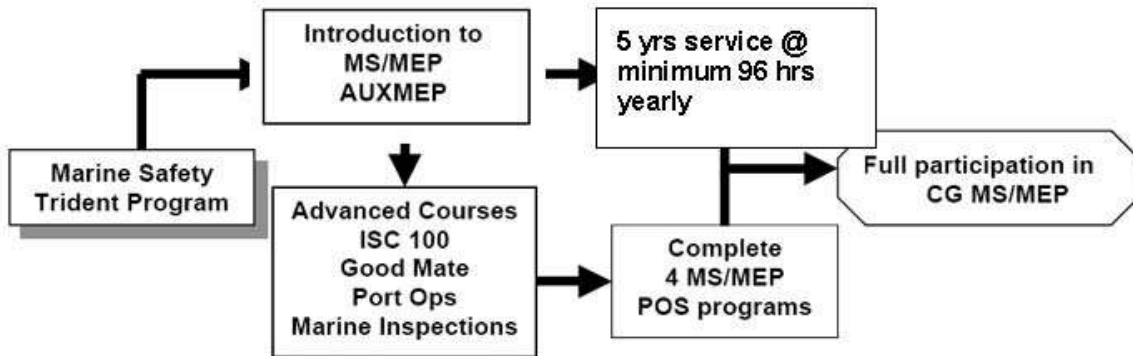 Introduction to
MS/MEP
AUXMEP
5 yrs service @
minimum 96 hrs
yearly
Marine Safety
Trident Program
Full participation in
CG MS/MEP
Advanced Courses
ISC 100
Good Mate
Port Ops
Marine Inspections
Complete
4 MS/MEP
POS programs